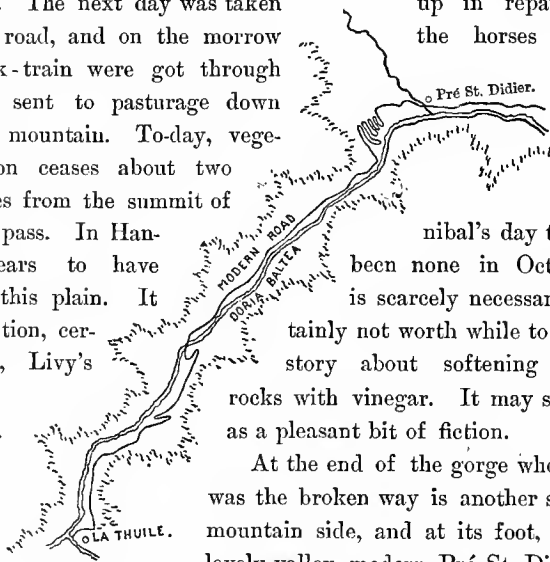 The next day was taken
up in repa
road, and on the morrow
the horses
k-train were got through
sent to pasturage down
mountain. To-day, vege-
on ceases about two
es from the summit of
pass. In Han-
nibal's day t
ears to have
been none in Oct
this plain. It
is scarcely necessar
tion, cer-
tainly not worth while to
, Livy's
story about softening
rocks with vinegar. It may s
as a pleasant bit of fiction.
At the end of the gorge whe
was the broken way is another s
mountain side, and at its foot,
lovely valley, modern Pré St. Di
Pré St. Didier.
MODERN ROAD
DORIA BALTEA
LA THUILE.